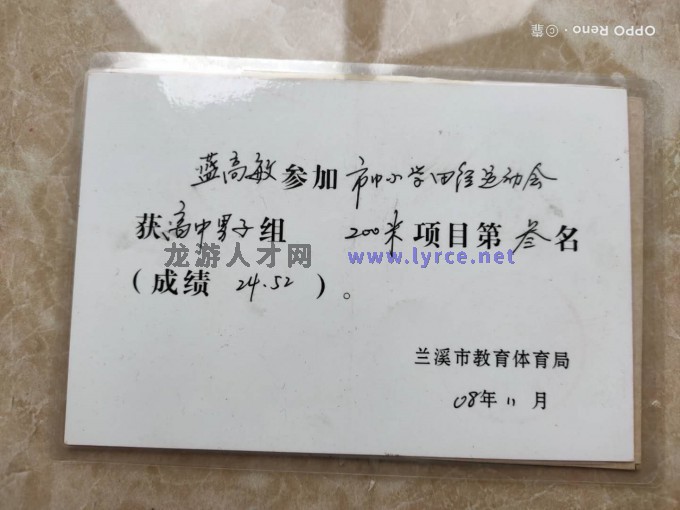 OPPO Reno
蓝高敏参加市中小学田径运动会
获高中男子组 200米项目第叁名
龙游人才网 www.lyrce.net
(成绩 24.52 )。
兰溪市教育体育局
08年11月